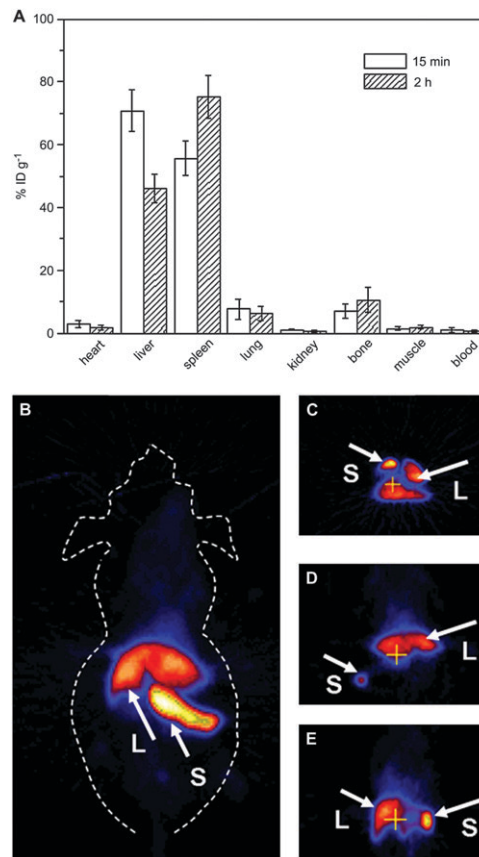 A
100
80
60
40
20
0
% ID g⁻¹
15 min
2 h
heart
liver
spleen
lung
kidney
bone
muscle
blood
B
L
S
C
S
L
D
S
L
E
L
S